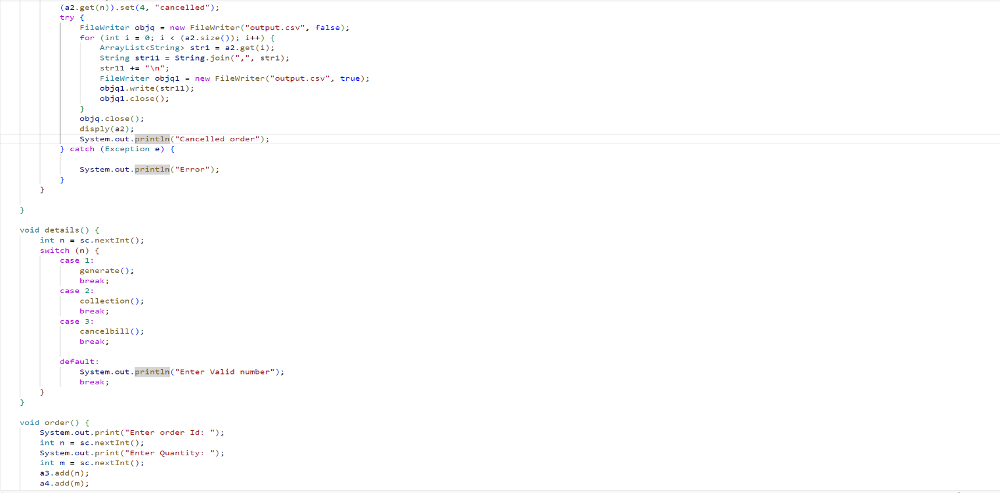 (a2.get(n)).set(4, "cancelled");
try {
FileWriter objq = new FileWriter("output.csv", false);
for (int i = 0; i < (a2.size()); i++) {
ArrayList<String> str1 = a2.get(i);
String str11 = String.join(",", str1);
str11 += "\n";
FileWriter objq1 = new FileWriter("output.csv", true);
objq1.write(str11);
objq1.close();
}
objq.close();
disply(a2);
System.out.println("Cancelled order");
} catch (Exception e) {
System.out.println("Error");
}
}
}
void details() {
int n = sc.nextInt();
switch (n) {
case 1:
generate();
break;
case 2:
collection();
break;
case 3:
cancelbill();
break;
default:
System.out.println("Enter Valid number");
break;
}
}
void order() {
System.out.print("Enter order Id: ");
int n = sc.nextInt();
System.out.print("Enter Quantity: ");
int m = sc.nextInt();
a3.add(n);
a4.add(m);